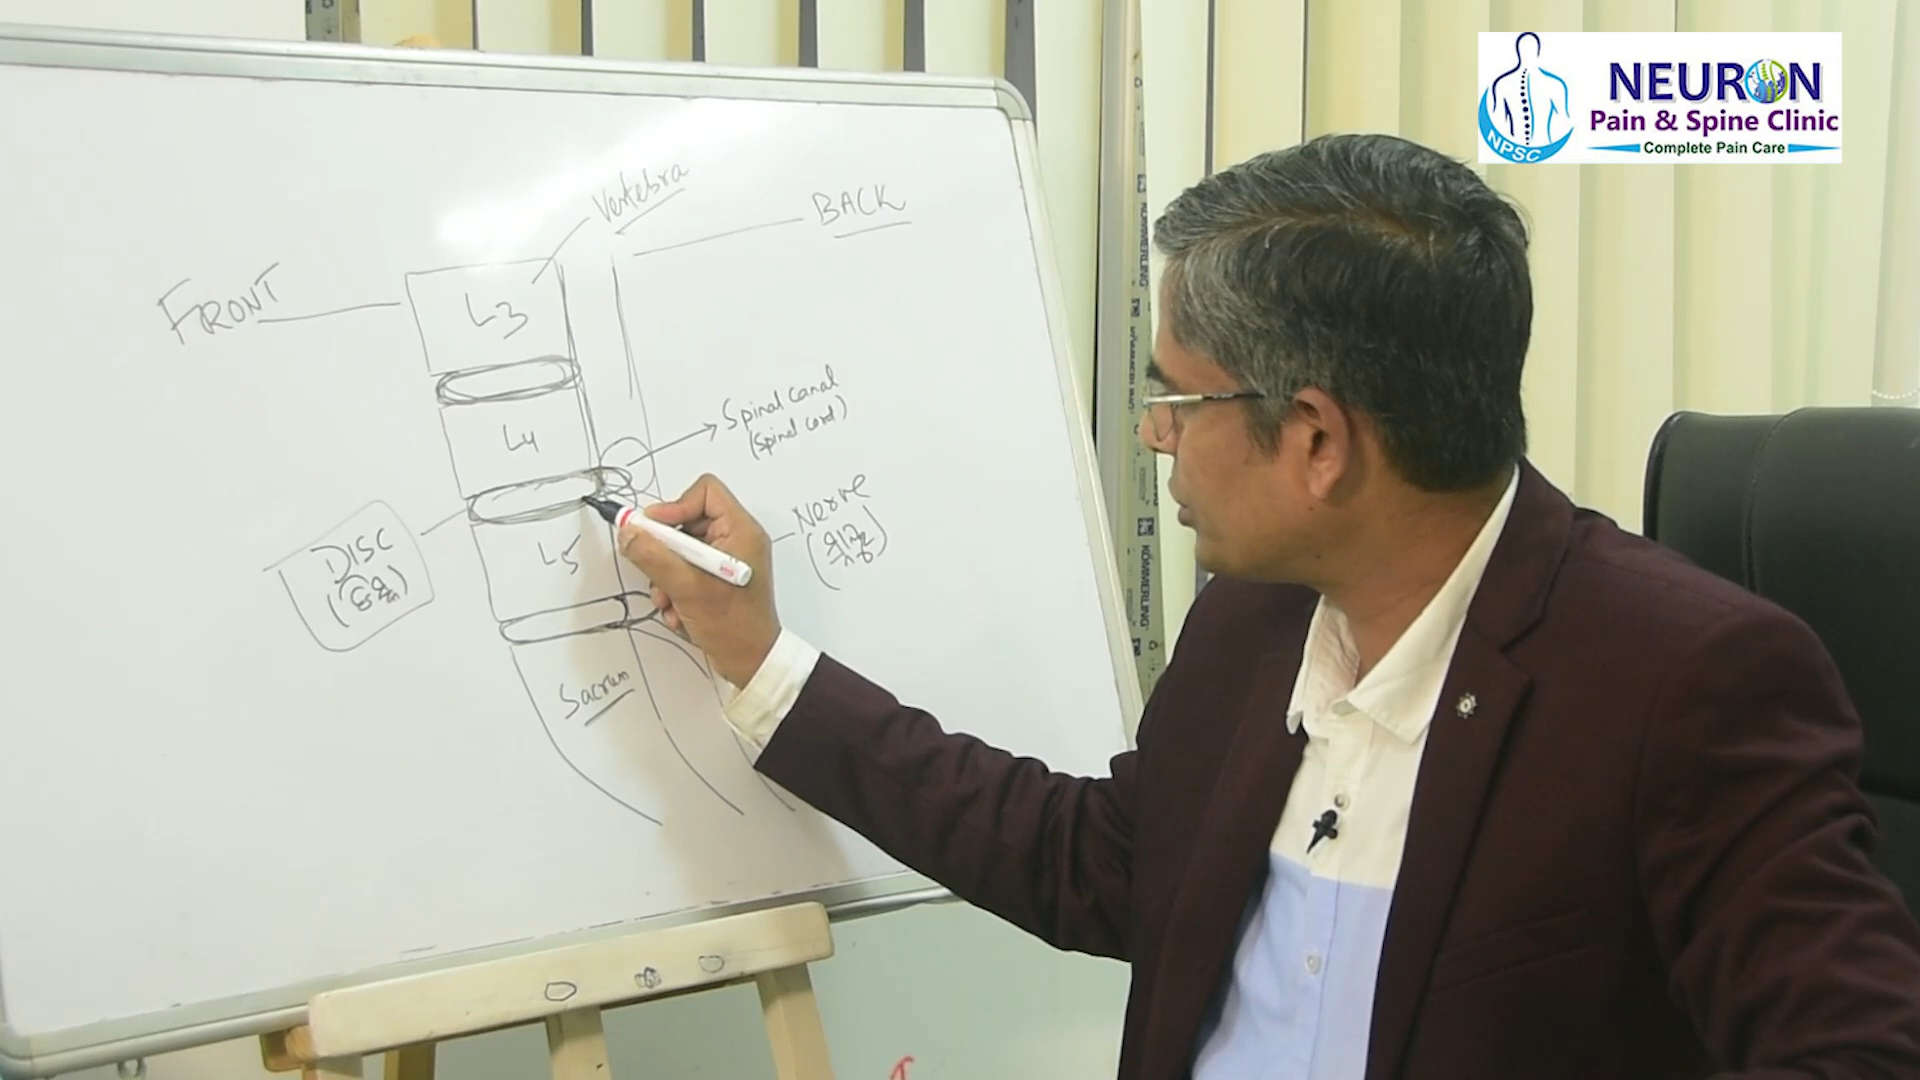 NEURON
Pain & Spine Clinic
Complete Pain Care
NPSC
Vertebra
BACK
FRONT
L3
Spinal canal
(spinal cord)
L4
Nerve
DISC
L5
Sacrum
KÖMMERLING